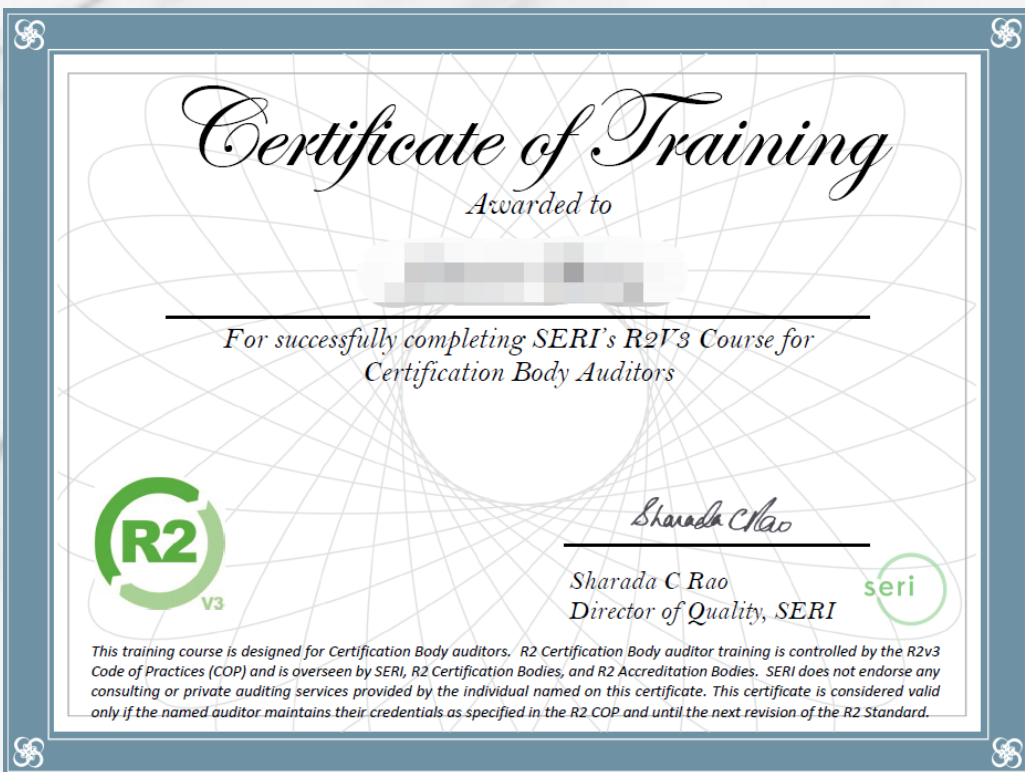 Certificate of Training
Awarded to
For successfully completing SERI's R2V3 Course for
Certification Body Auditors
R2
V3
Sharada C Rao
Sharada C Rao
Director of Quality, SERI
seri
This training course is designed for Certification Body auditors. R2 Certification Body auditor training is controlled by the R2v3
Code of Practices (COP) and is overseen by SERI, R2 Certification Bodies, and R2 Accreditation Bodies. SERI does not endorse any
consulting or private auditing services provided by the individual named on this certificate. This certificate is considered valid
only if the named auditor maintains their credentials as specified in the R2 COP and until the next revision of the R2 Standard.